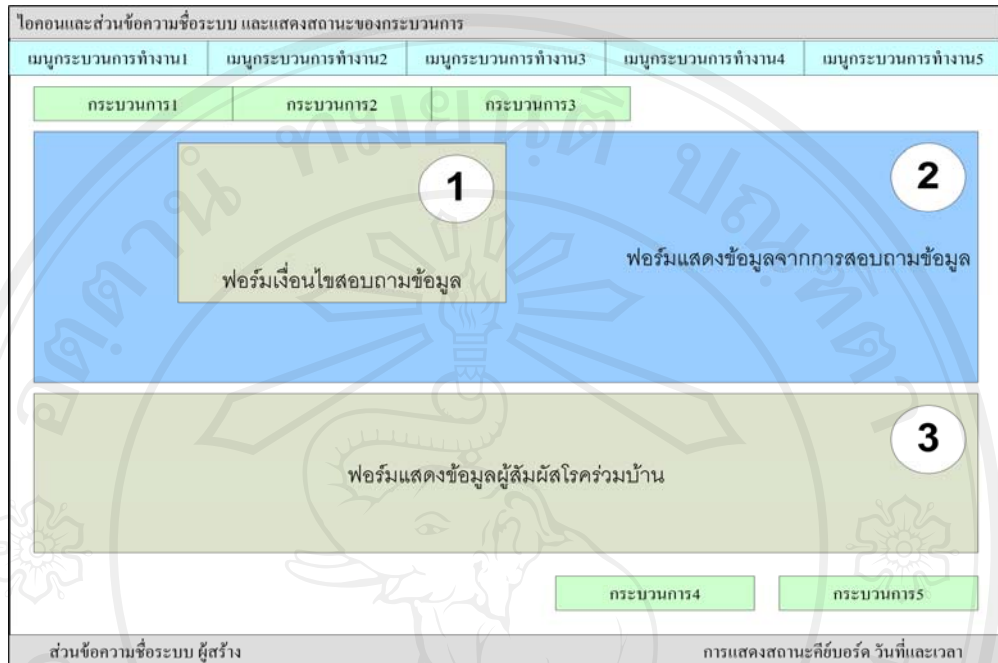 ไอคอนและส่วนข้อความชื่อระบบ และแสดงสถานะของกระบวนการ
เมนูกระบวนการทำงาน1 เมนูกระบวนการทำงาน2 เมนูกระบวนการทำงาน3 เมนูกระบวนการทำงาน4 เมนูกระบวนการทำงาน5
กระบวนการ1 กระบวนการ2 กระบวนการ3
1
ฟอร์มเงื่อนไขสอบถามข้อมูล
2
ฟอร์มแสดงข้อมูลจากการสอบถามข้อมูล
3
ฟอร์มแสดงข้อมูลผู้สัมผัสโรคร่วมบ้าน
กระบวนการ4 กระบวนการ5
ส่วนข้อความชื่อระบบ ผู้สร้าง การแสดงสถานะคีย์บอร์ด วันที่และเวลา